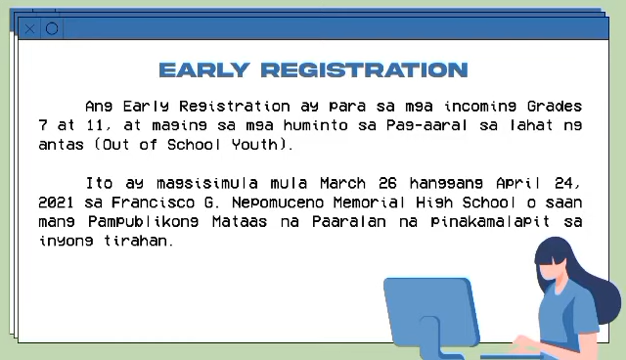 EARLY REGISTRATION
Ang Early Registration ay para sa mga incoming Grades
7 at 11, at maging sa mga huminto sa Pag-aaral sa lahat ng
antas (Out of School Youth).
Ito ay magsisimula mula March 26 hanggang April 24,
2021 sa Francisco G. Nepomuceno Memorial High School o saan
mang Pampublikong Mataas na Paaralan na pinakamalapit sa
inyong tirahan.